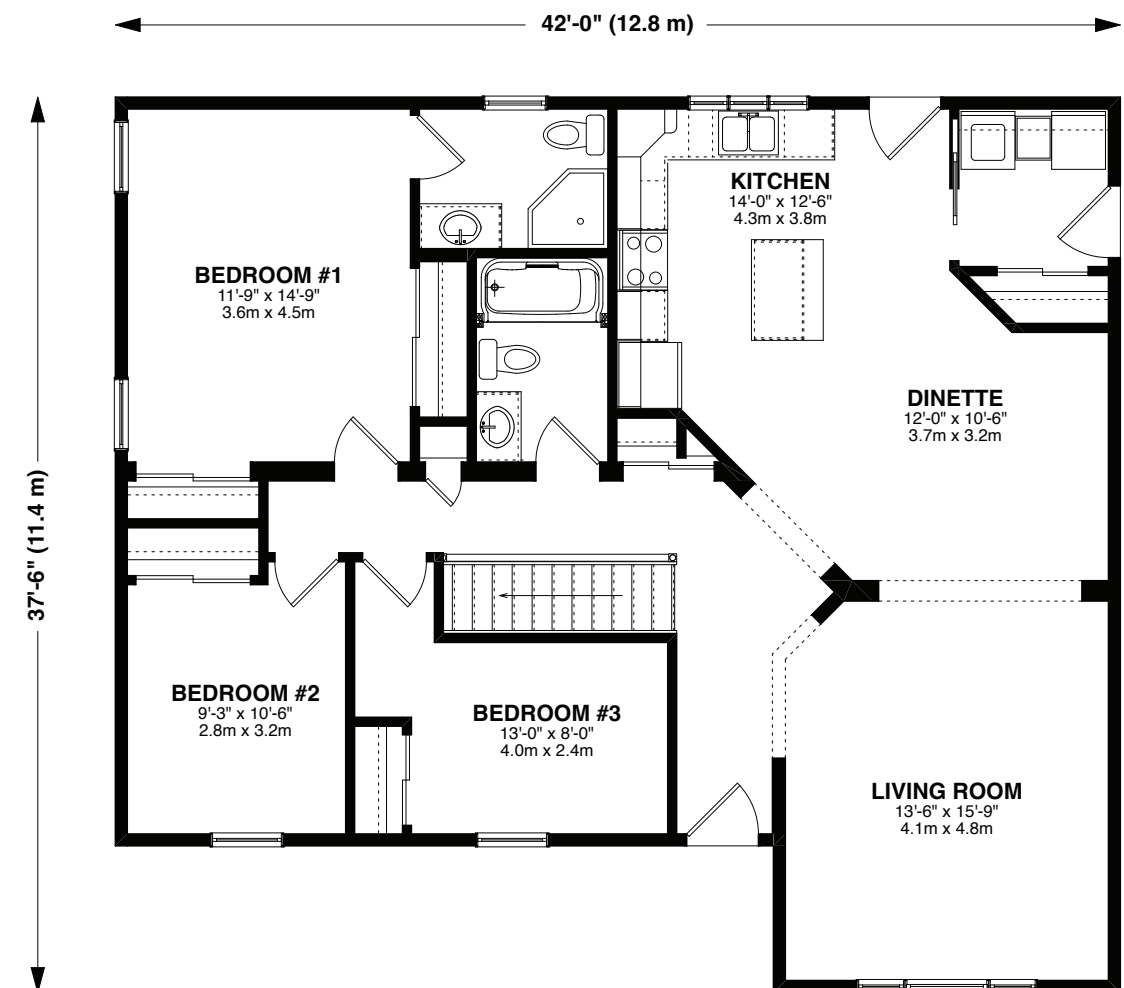 42'-0" (12.8 m)
37'-6" (11.4 m)
KITCHEN
14'-0" x 12'-6"
4.3m x 3.8m
BEDROOM #1
11'-9" x 14'-9"
3.6m x 4.5m
DINETTE
12'-0" x 10'-6"
3.7m x 3.2m
BEDROOM #2
9'-3" x 10'-6"
2.8m x 3.2m
BEDROOM #3
13'-0" x 8'-0"
4.0m x 2.4m
LIVING ROOM
13'-6" x 15'-9"
4.1m x 4.8m